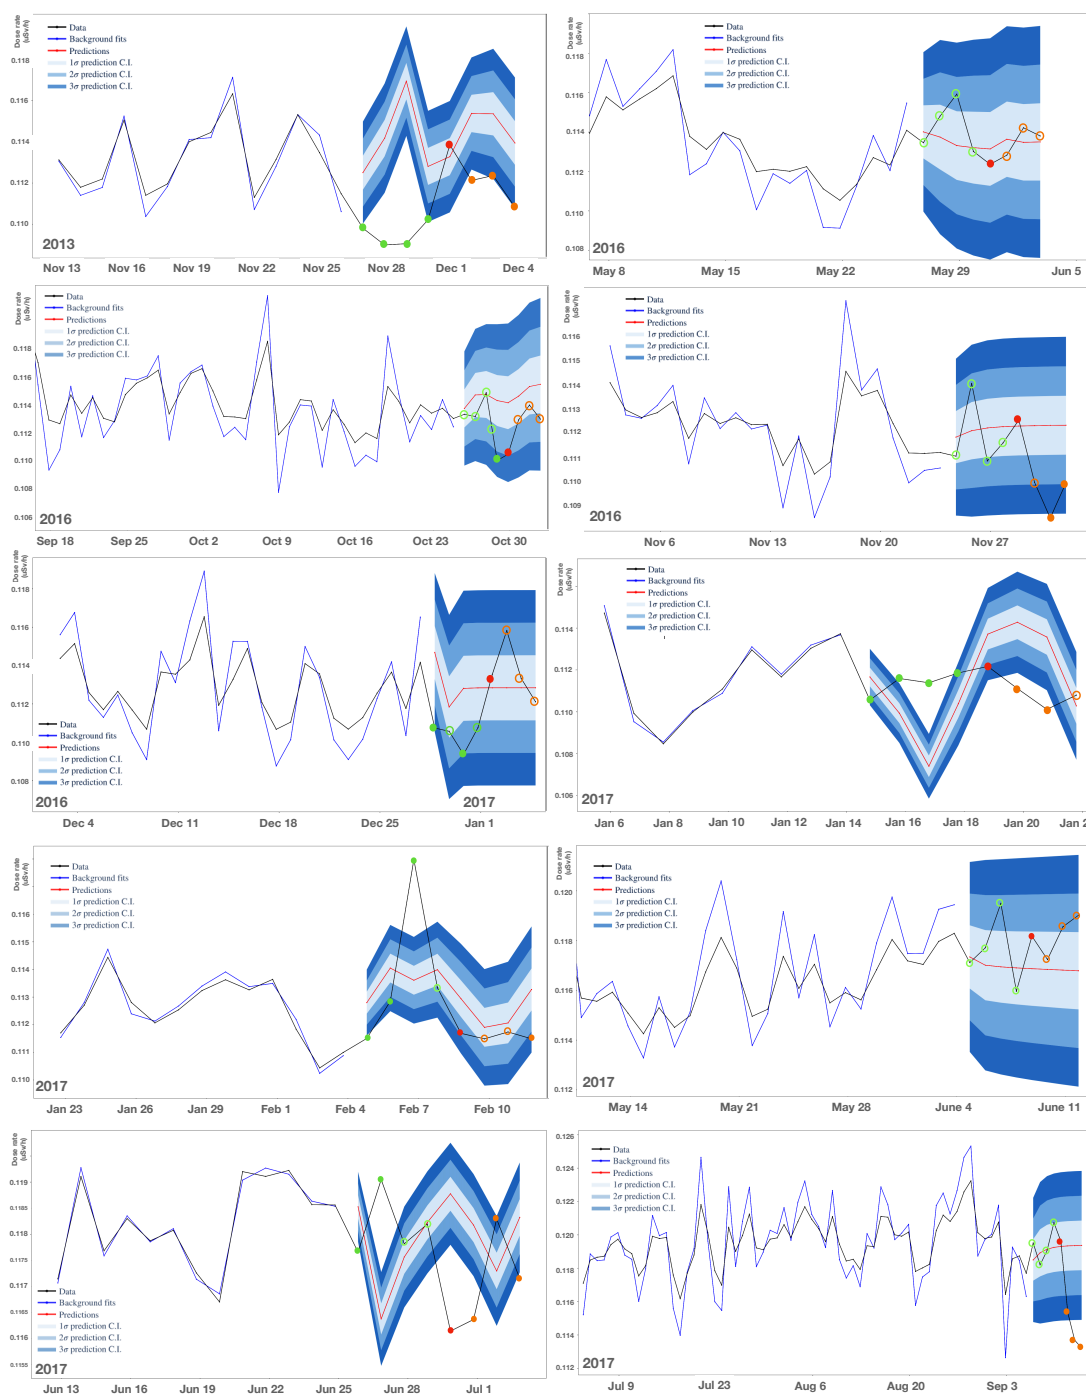 Dose rate
(uSv/h)
Data
Background fits
Predictions
1σ prediction C.I.
2σ prediction C.I.
3σ prediction C.I.
0.118
0.116
0.114
0.112
0.110
2013
Nov 13 Nov 16 Nov 19 Nov 22 Nov 25 Nov 28 Dec 1 Dec 4
Dose rate
(uSv/h)
Data
Background fits
Predictions
1σ prediction C.I.
2σ prediction C.I.
3σ prediction C.I.
0.118
0.116
0.114
0.112
0.110
0.108
2016
May 8 May 15 May 22 May 29 Jun 5
Dose rate
(uSv/h)
Data
Background fits
Predictions
1σ prediction C.I.
2σ prediction C.I.
3σ prediction C.I.
0.118
0.116
0.114
0.112
0.110
0.108
0.106
2016
Sep 18 Sep 25 Oct 2 Oct 9 Oct 16 Oct 23 Oct 30
Dose rate
(uSv/h)
Data
Background fits
Predictions
1σ prediction C.I.
2σ prediction C.I.
3σ prediction C.I.
0.116
0.114
0.113
0.112
0.111
0.110
0.109
2016
Nov 6 Nov 13 Nov 20 Nov 27
Dose rate
(uSv/h)
0.118
0.116
0.114
0.112
0.110
0.108
Data
Background fits
Predictions
1σ prediction C.I.
2σ prediction C.I.
3σ prediction C.I.
2016 2017
Dec 4 Dec 11 Dec 18 Dec 25 Jan 1
Dose rate
(uSv/h)
Data
Background fits
Predictions
1σ prediction C.I.
2σ prediction C.I.
3σ prediction C.I.
0.114
0.112
0.110
0.108
0.106
2017
Jan 6 Jan 8 Jan 10 Jan 12 Jan 14 Jan 16 Jan 18 Jan 20 Jan 2
Dose rate
(uSv/h)
Data
Background fits
Predictions
1σ prediction C.I.
2σ prediction C.I.
3σ prediction C.I.
0.116
0.115
0.114
0.113
0.112
0.111
0.110
2017
Jan 23 Jan 26 Jan 29 Feb 1 Feb 4 Feb 7 Feb 10
Dose rate
(uSv/h)
Data
Background fits
Predictions
1σ prediction C.I.
2σ prediction C.I.
3σ prediction C.I.
0.120
0.118
0.116
0.114
0.112
2017
May 14 May 21 May 28 June 4 June 11
Dose rate
(uSv/h)
0.119
0.118
0.1175
0.117
0.1165
0.116
0.1155
Data
Background fits
Predictions
1σ prediction C.I.
2σ prediction C.I.
3σ prediction C.I.
2017
Jun 13 Jun 16 Jun 19 Jun 22 Jun 25 Jun 28 Jul 1
Dose rate
(uSv/h)
0.126
Data
Background fits
Predictions
1σ prediction C.I.
2σ prediction C.I.
3σ prediction C.I.
0.124
0.122
0.120
0.118
0.116
0.114
0.112
2017
Jul 9 Jul 23 Aug 6 Aug 20 Sep 3